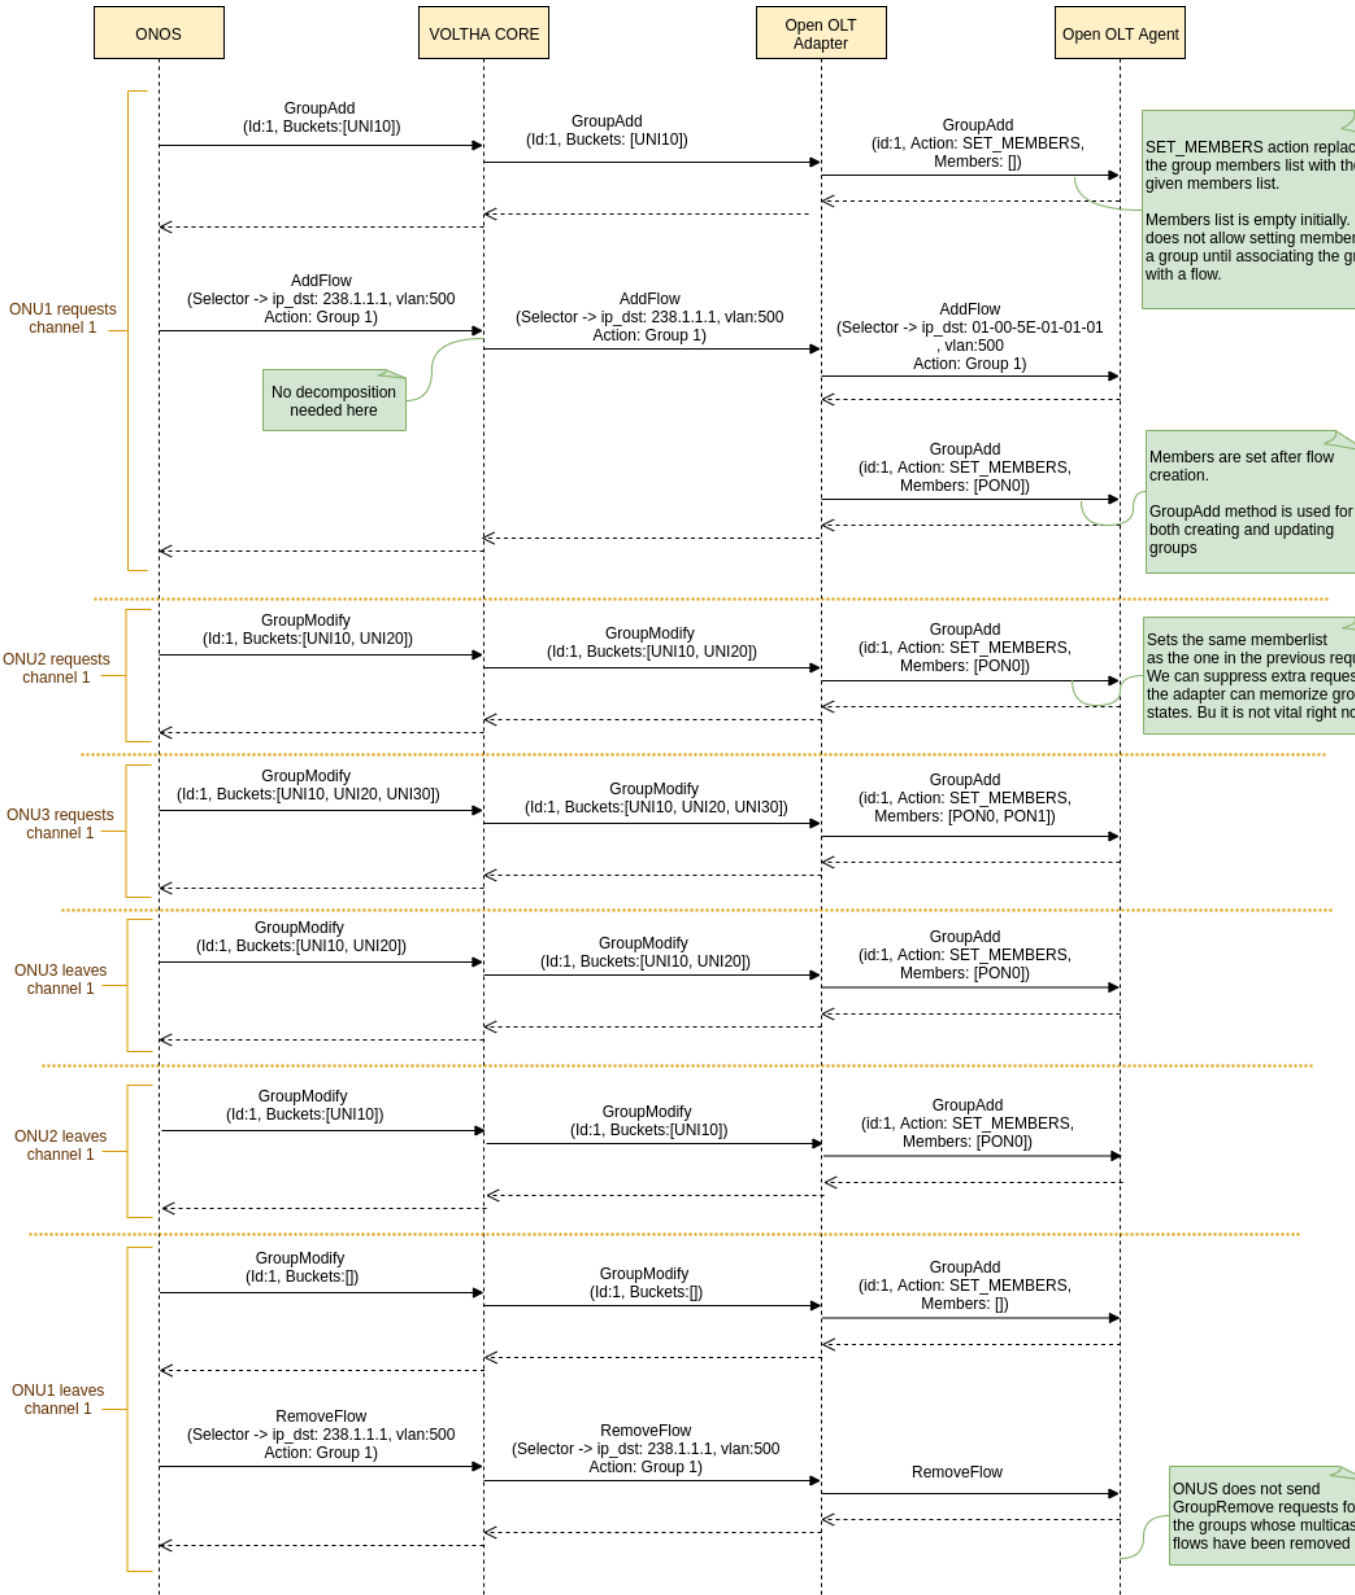 ONOS
VOLTHA CORE
Open OLT
Adapter
Open OLT Agent
ONU1 requests
channel 1
GroupAdd
(Id:1, Buckets:[UNI10])
GroupAdd
(Id:1, Buckets: [UNI10])
GroupAdd
(id:1, Action: SET_MEMBERS,
Members: [])
SET_MEMBERS action
the group members list with
given members list.
Members list is empty initially.
does not allow setting
a group until associating the
with a flow.
AddFlow
(Selector -> ip_dst: 238.1.1.1, vlan:500
Action: Group 1)
AddFlow
(Selector -> ip_dst: 238.1.1.1, vlan:500
Action: Group 1)
AddFlow
(Selector -> ip_dst: 01-00-5E-01-01-01
, vlan:500
Action: Group 1)
No decomposition
needed here
GroupAdd
(id:1, Action: SET_MEMBERS,
Members: [PON0])
Members are set after flow
creation.
GroupAdd method is used for
both creating and updating
groups
ONU2 requests
channel 1
GroupModify
(Id:1, Buckets:[UNI10, UNI20])
GroupModify
(Id:1, Buckets:[UNI10, UNI20])
GroupAdd
(id:1, Action: SET_MEMBERS,
Members: [PON0])
Sets the same memberlist
as the one in the previous
We can suppress extra
the adapter can memorize
states. Bu it is not vital right
ONU3 requests
channel 1
GroupModify
(Id:1, Buckets:[UNI10, UNI20, UNI30])
GroupModify
(Id:1, Buckets:[UNI10, UNI20, UNI30])
GroupAdd
(id:1, Action: SET_MEMBERS,
Members: [PON0, PON1])
ONU3 leaves
channel 1
GroupModify
(Id:1, Buckets:[UNI10, UNI20])
GroupModify
(Id:1, Buckets:[UNI10, UNI20])
GroupAdd
(id:1, Action: SET_MEMBERS,
Members: [PON0])
ONU2 leaves
channel 1
GroupModify
(Id:1, Buckets:[UNI10])
GroupModify
(Id:1, Buckets:[UNI10])
GroupAdd
(id:1, Action: SET_MEMBERS,
Members: [PON0])
ONU1 leaves
channel 1
GroupModify
(Id:1, Buckets:[])
GroupModify
(Id:1, Buckets:[])
GroupAdd
(id:1, Action: SET_MEMBERS,
Members: [])
RemoveFlow
(Selector -> ip_dst: 238.1.1.1, vlan:500
Action: Group 1)
RemoveFlow
(Selector -> ip_dst: 238.1.1.1, vlan:500
Action: Group 1)
RemoveFlow
ONUS does not send
GroupRemove requests
the groups whose
flows have been removed